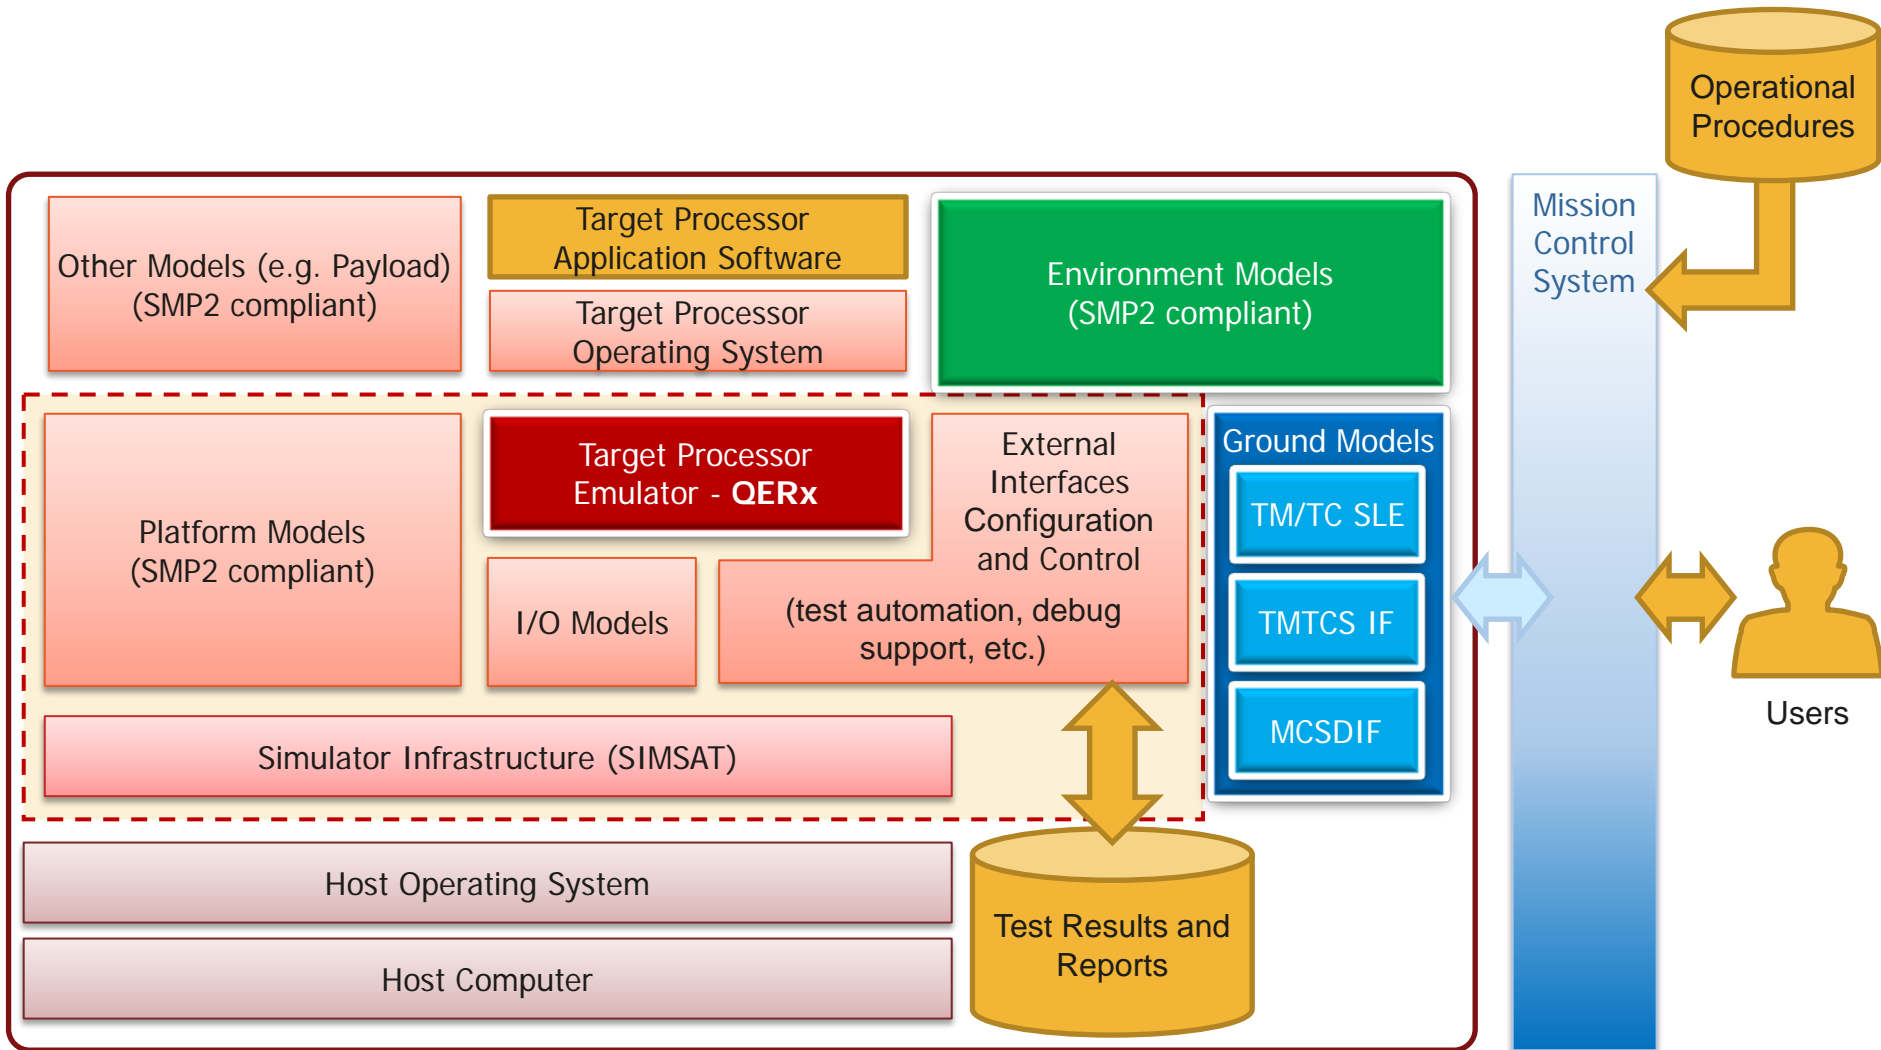 Operational
Procedures
Other Models (e.g. Payload)
(SMP2 compliant)
Target Processor
Application Software
Target Processor
Operating System
Environment Models
(SMP2 compliant)
Mission
Control
System
Platform Models
(SMP2 compliant)
Target Processor
Emulator - QERx
I/O Models
External
Interfaces
Configuration
and Control
(test automation, debug
support, etc.)
Ground Models
TM/TC SLE
TMTCS IF
MCSDIF
Users
Simulator Infrastructure (SIMSAT)
Host Operating System
Host Computer
Test Results and
Reports